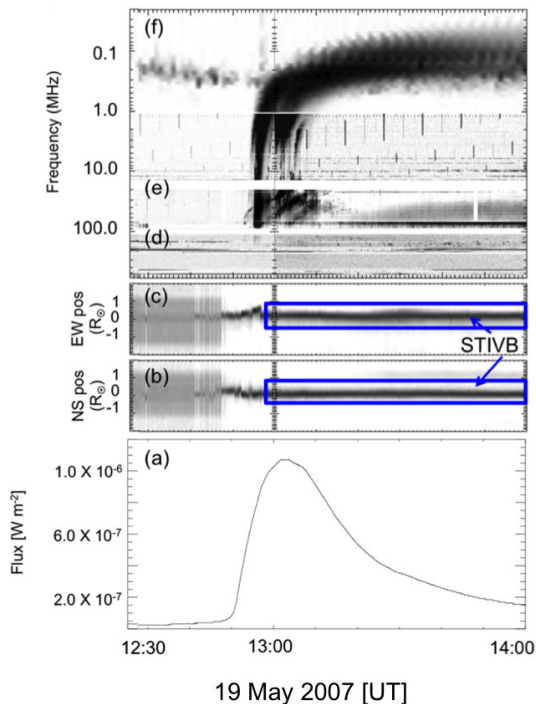 (f)
0.1
1.0
10.0
100.0
Frequency (MHz)
(e)
(d)
(c)
1
0
-1
EW pos
(R☉)
STIVB
(b)
1
0
-1
NS pos
(R☉)
(a)
1.0 X 10⁻⁶
6.0 X 10⁻⁷
2.0 X 10⁻⁷
Flux [W m⁻²]
12:30 13:00 14:00
19 May 2007 [UT]